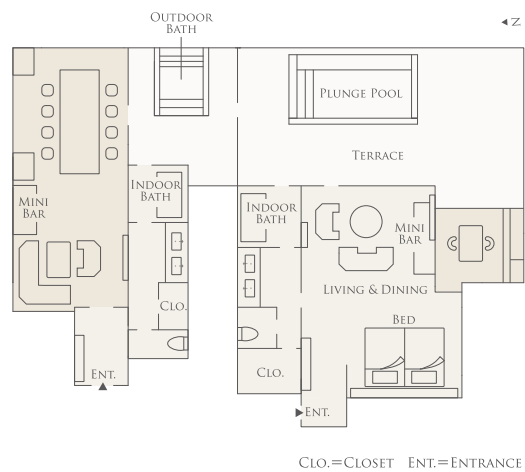 OUTDOOR
BATH
Z
PLUNGE POOL
TERRACE
INDOOR
BATH
MINI
BAR
INDOOR
BATH
MINI
BAR
LIVING & DINING
CLO.
BED
ENT.
CLO.
ENT.
CLO.=CLOSET ENT.=ENTRANCE